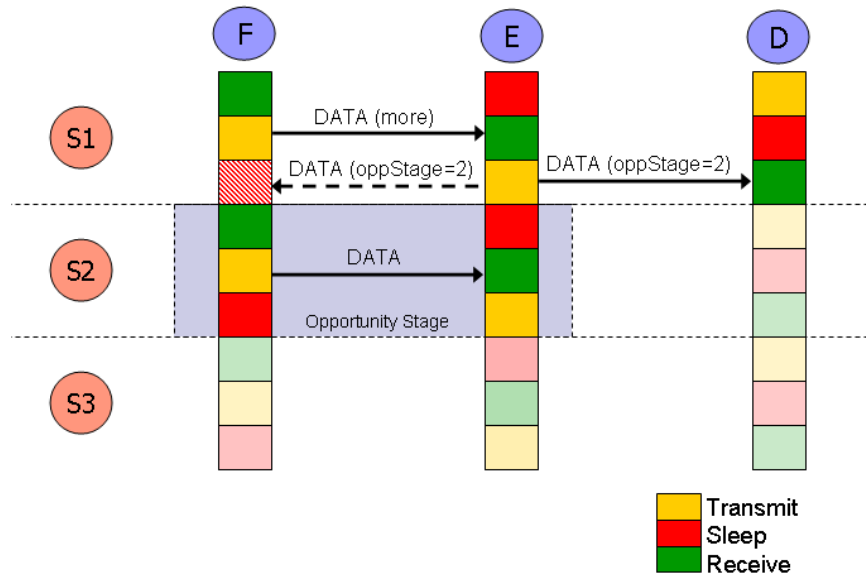 F
E
D
S1
DATA (more)
DATA (oppStage=2)
DATA (oppStage=2)
S2
DATA
Opportunity Stage
S3
Transmit
Sleep
Receive